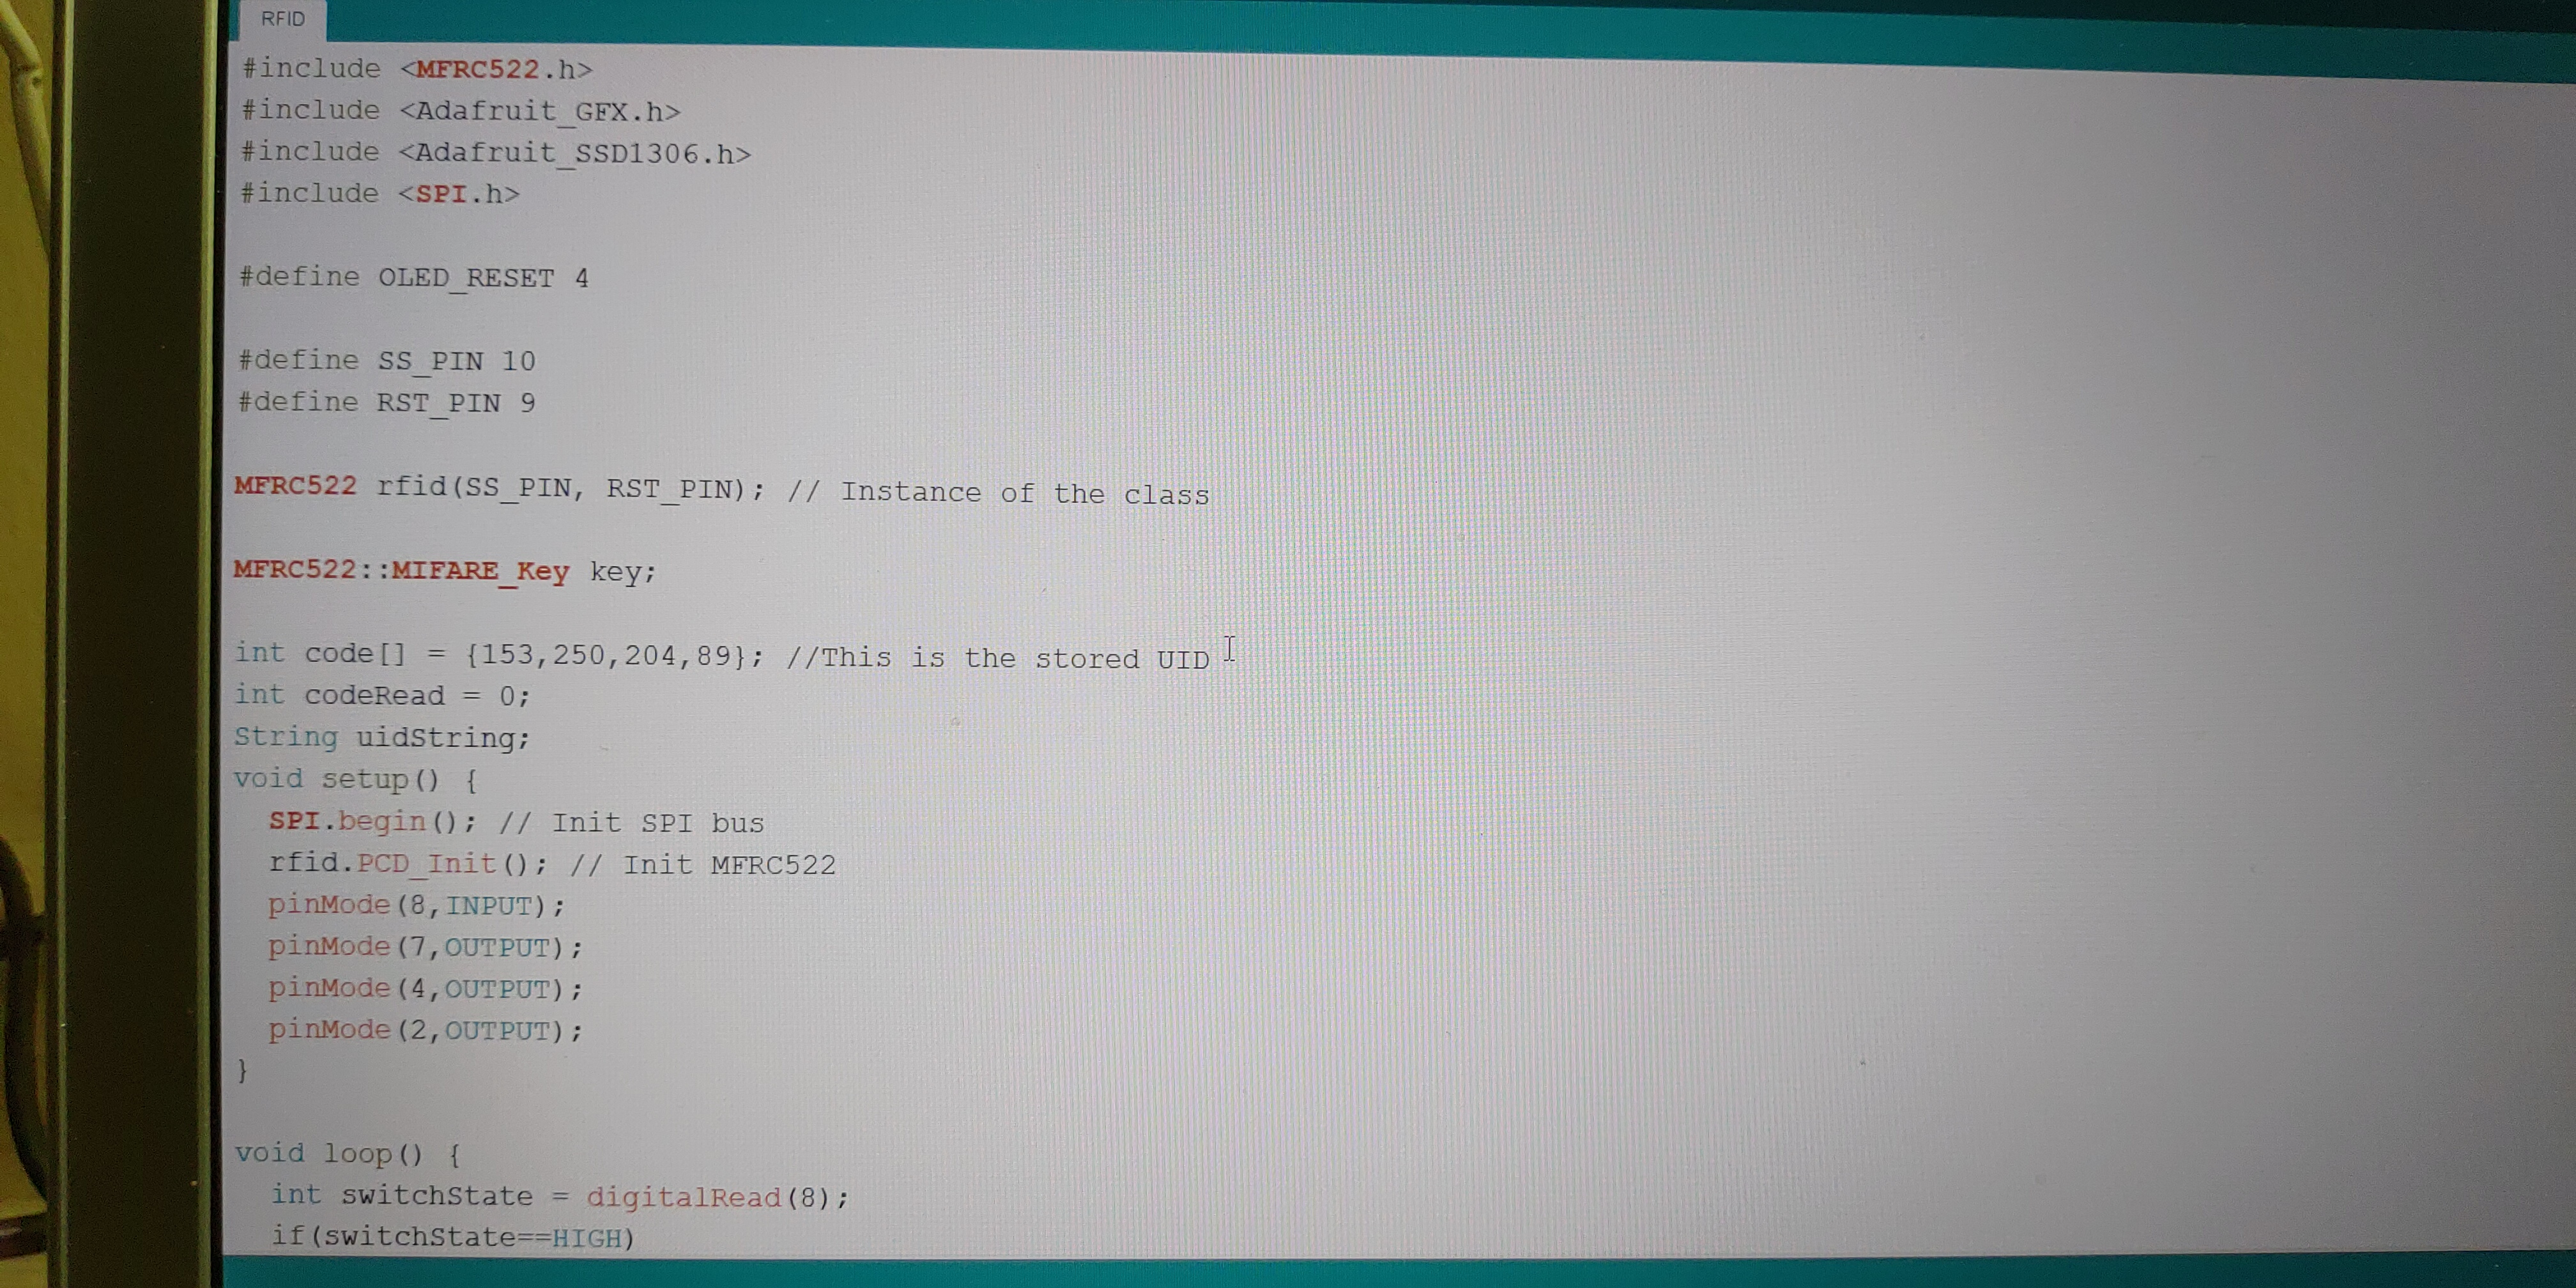 RFID
#include <MFRC522.h>
#include <Adafruit_GFX.h>
#include <Adafruit_SSD1306.h>
#include <SPI.h>
#define OLED_RESET 4
#define SS_PIN 10
#define RST_PIN 9
MFRC522 rfid(SS_PIN, RST_PIN); // Instance of the class
MFRC522::MIFARE_Key key;
int code[] = {153,250,204,89}; //This is the stored UID
int codeRead = 0;
String uidString;
void setup() {
  SPI.begin(); // Init SPI bus
  rfid.PCD_Init(); // Init MFRC522
  pinMode(8,INPUT);
  pinMode(7,OUTPUT);
  pinMode(4,OUTPUT);
  pinMode(2,OUTPUT);
}
void loop() {
  int switchState = digitalRead(8);
  if(switchState==HIGH)